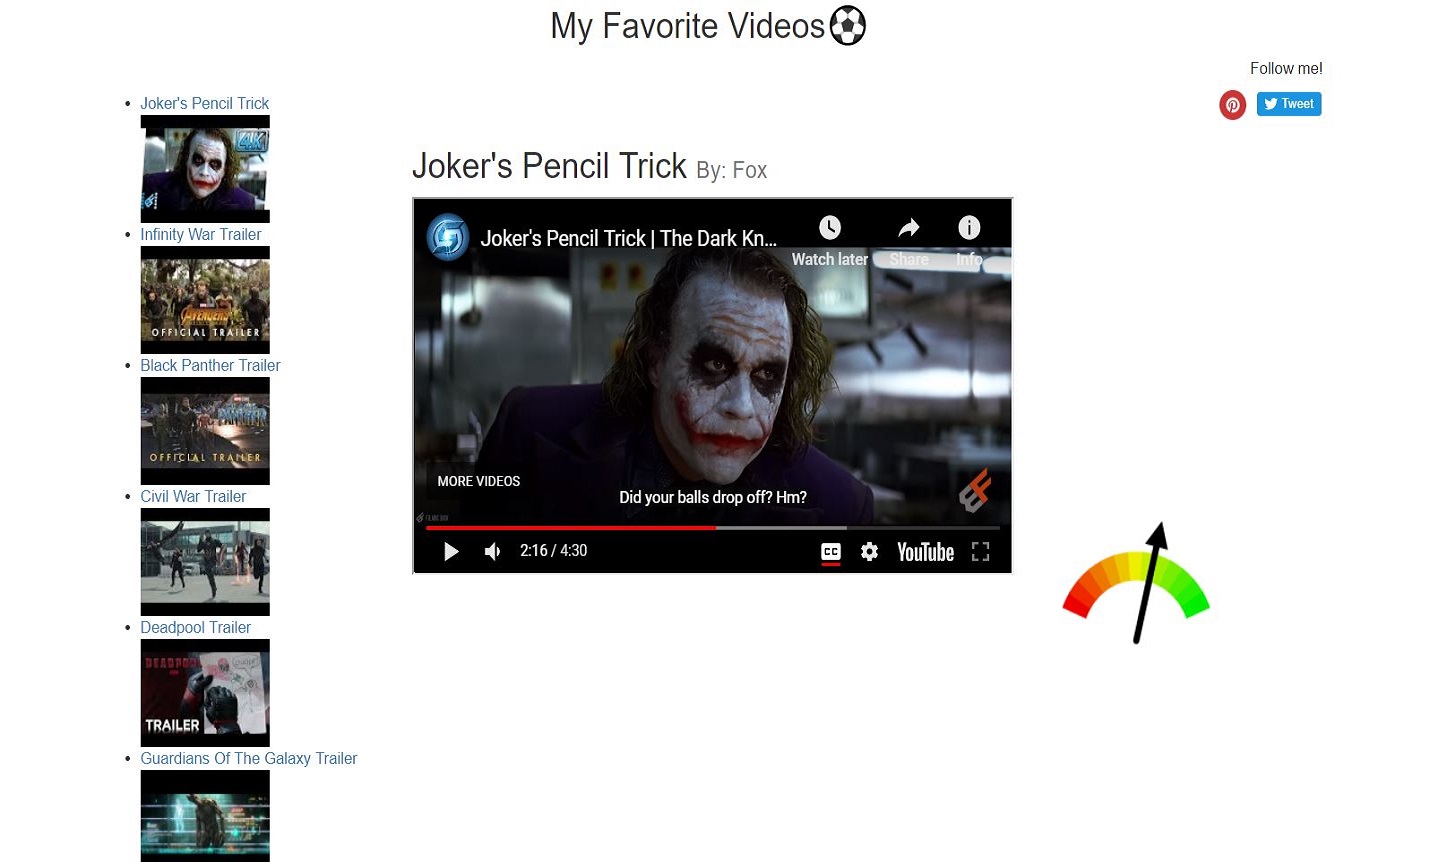 My Favorite Videos
Follow me!
Tweet
Joker's Pencil Trick
4K
Infinity War Trailer
AVENGERS
OFFICIAL TRAILER
Black Panther Trailer
PANTHER
OFFICIAL TRAILER
Civil War Trailer
Deadpool Trailer
DEADPOOL
TRAILER
Guardians Of The Galaxy Trailer
Joker's Pencil Trick By: Fox
Joker's Pencil Trick | The Dark Kn...
Watch later Share Info
MORE VIDEOS
Did your balls drop off? Hm?
2:16 / 4:30
CC
YouTube